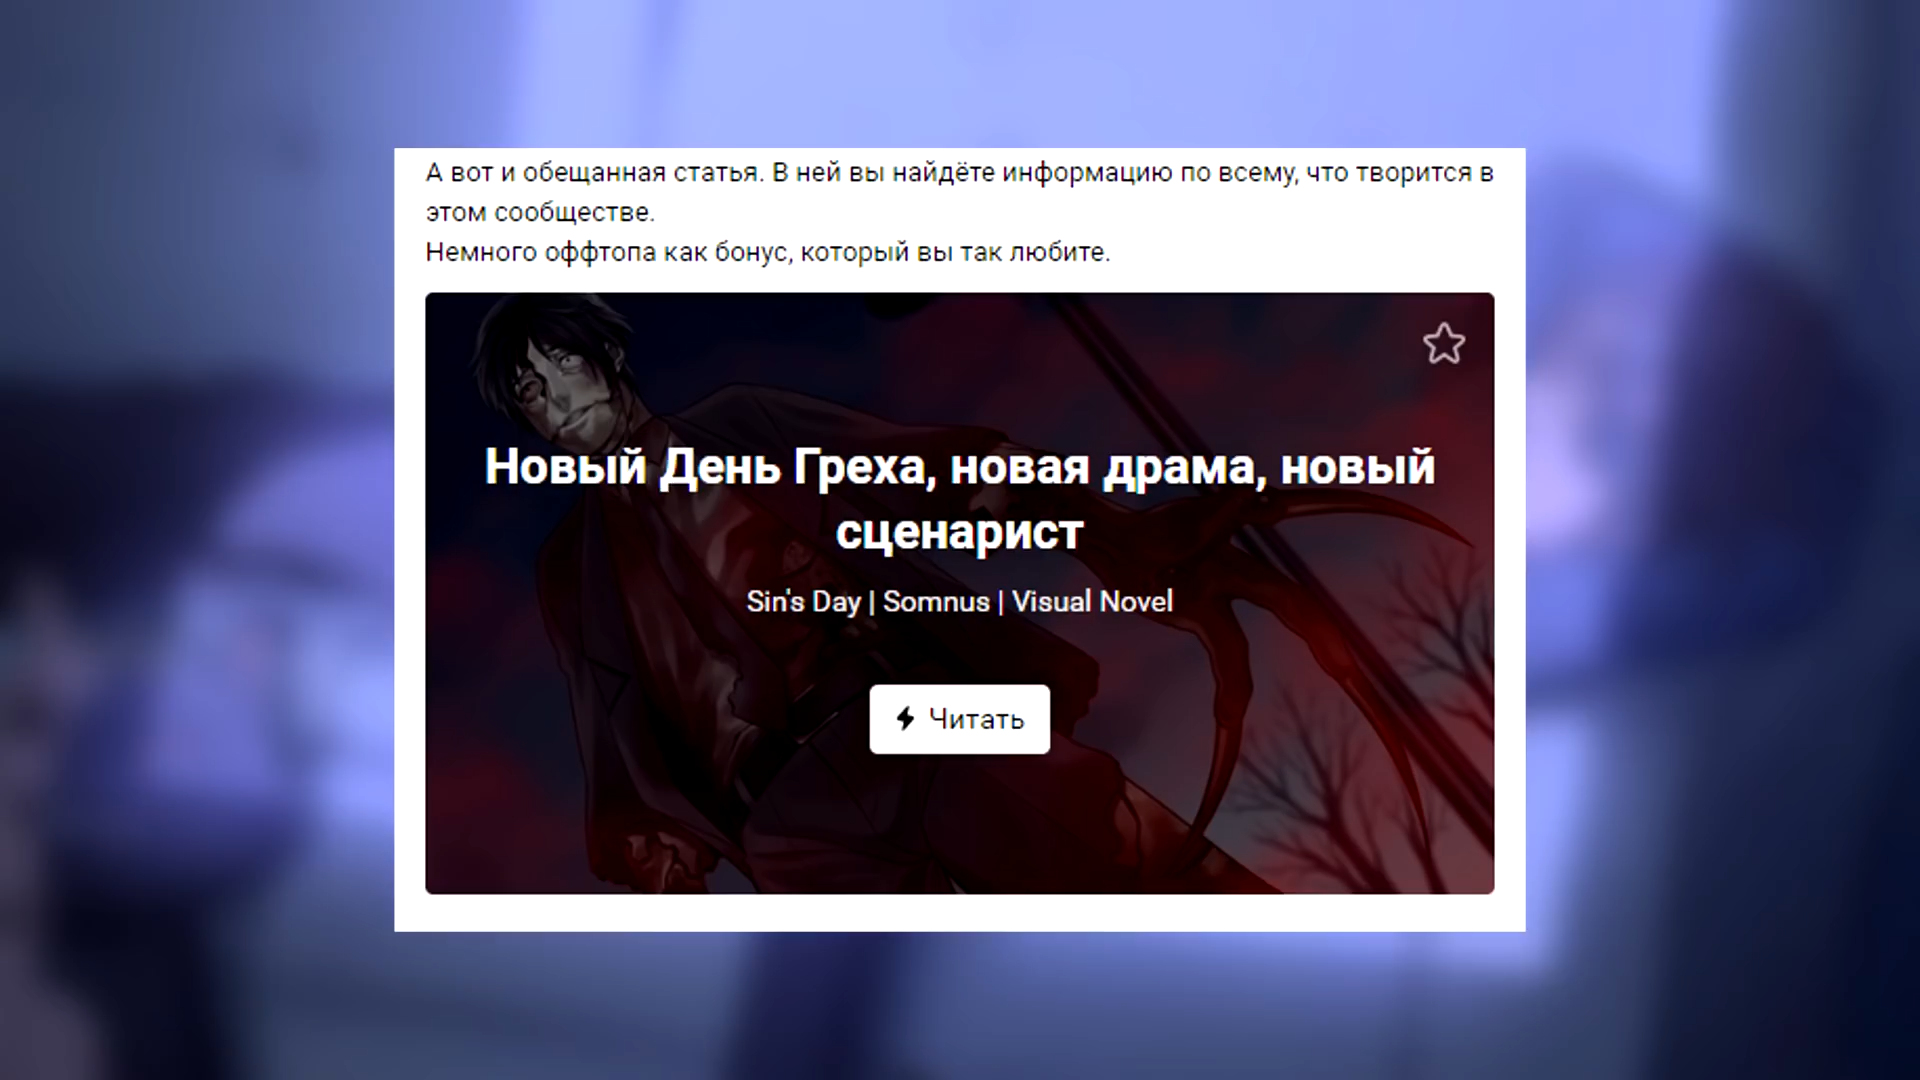 А вот и обещанная статья. В ней вы найдёте информацию по всему, что творится в
этом сообществе.
Немного оффтопа как бонус, который вы так любите.
Новый День Греха, новая драма, новый
сценарист
Sin's Day | Somnus | Visual Novel
Читать